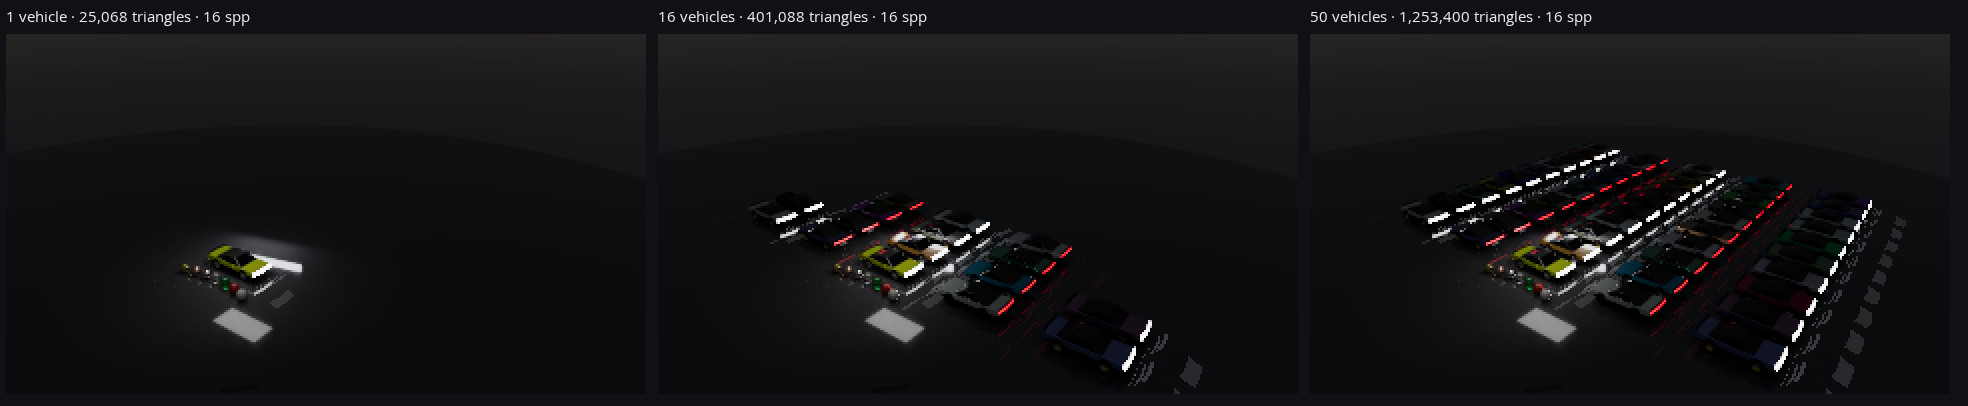 1 vehicle · 25,068 triangles · 16 spp
16 vehicles · 401,088 triangles · 16 spp
50 vehicles · 1,253,400 triangles · 16 spp